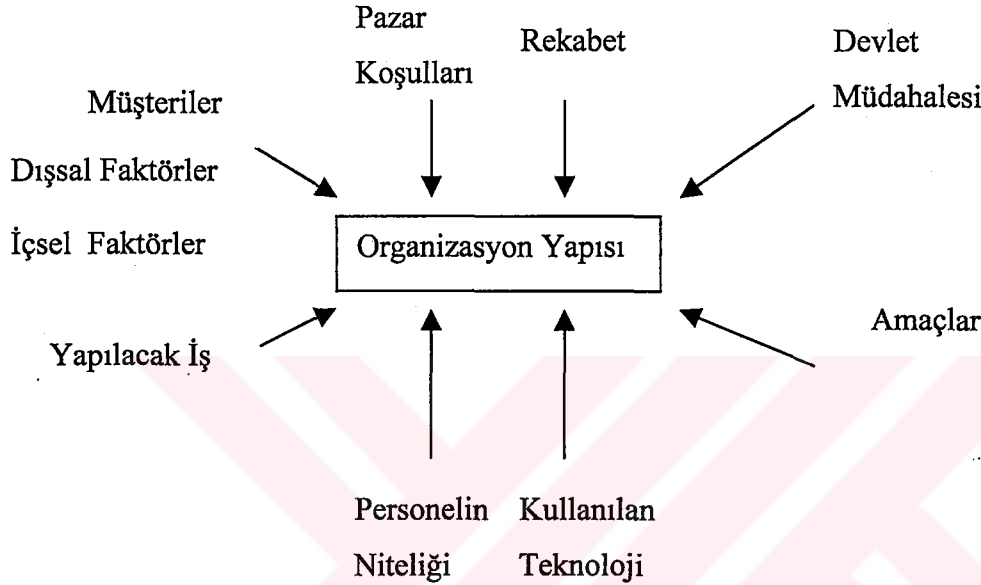 Pazar
Koşulları
Rekabet
Devlet
Müdahalesi
Müşteriler
Dışsal Faktörler
İçsel Faktörler
Organizasyon Yapısı
Amaçlar
Yapılacak İş
Personelin
Niteliği
Kullanılan
Teknoloji